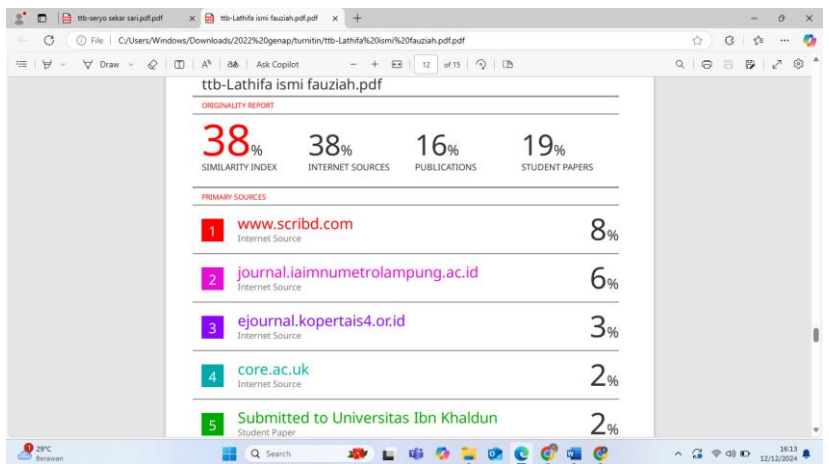 ttb-seryo sekar sari.pdf.pdf
ttb-Lathifa ismi fauziah.pdf.pdf
File
C:/Users/Windows/Downloads/2022%20genap/turnitin/ttb-Lathifa%20ismi%20fauziah.pdf.pdf
Draw
Ask Copilot
12 of 15
ttb-Lathifa ismi fauziah.pdf
ORIGINALITY REPORT
38% 38% 16% 19%
SIMILARITY INDEX INTERNET SOURCES PUBLICATIONS STUDENT PAPERS
PRIMARY SOURCES
1 www.scribd.com 8%
Internet Source
2 journal.iaimnumetrolampung.ac.id 6%
Internet Source
3 ejournal.kopertais4.or.id 3%
Internet Source
4 core.ac.uk 2%
Internet Source
5 Submitted to Universitas Ibn Khaldun 2%
Student Paper
29°C
Berawan
Search
16:13
12/12/2024